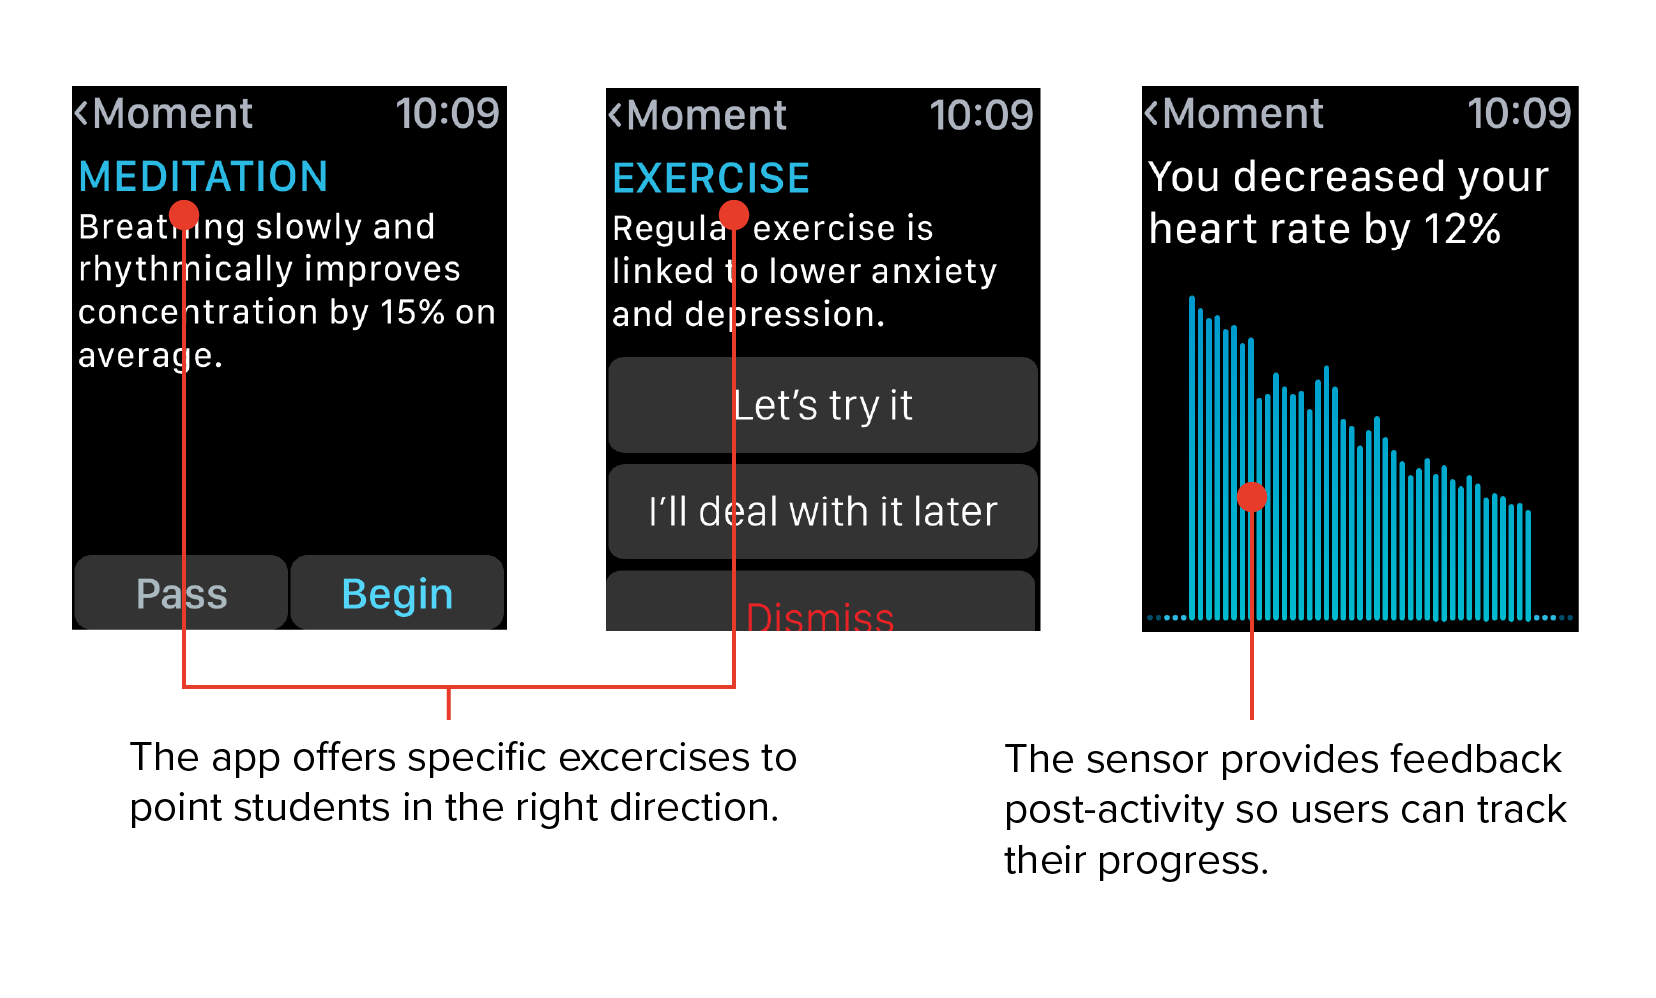 ‹Moment 10:09
MEDITATION
Breathing slowly and
rhythmically improves
concentration by 15% on
average.
Pass Begin
‹Moment 10:09
EXERCISE
Regular exercise is
linked to lower anxiety
and depression.
Let’s try it
I’ll deal with it later
Dismiss
‹Moment 10:09
You decreased your
heart rate by 12%
The app offers specific excercises to
point students in the right direction.
The sensor provides feedback
post-activity so users can track
their progress.